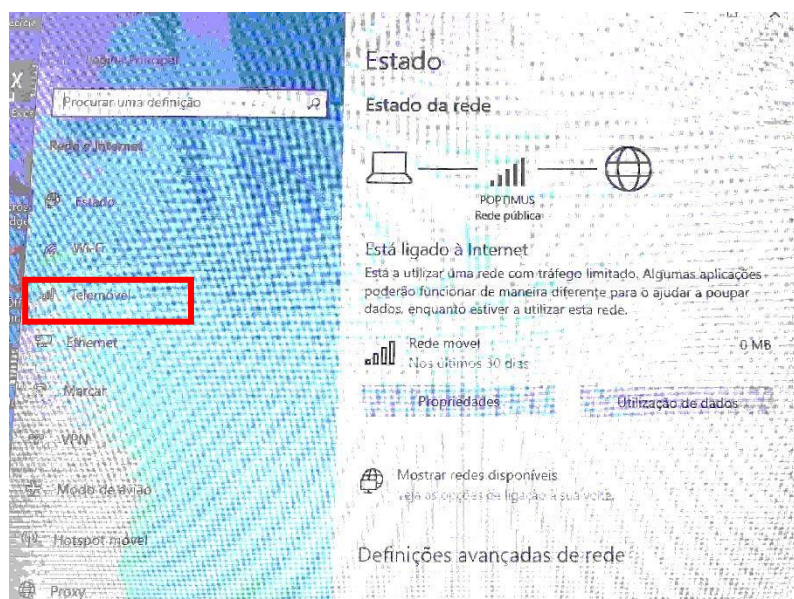 Página Principal
Procurar uma definição
Rede e Internet
Estado
Wi-Fi
Telemóvel
Ethernet
Marcar
VPN
Modo de avião
Hotspot móvel
Proxy
Estado
Estado da rede
POPTIMUS
Rede pública
Está ligado à Internet
Está a utilizar uma rede com tráfego limitado. Algumas aplicações
poderão funcionar de maneira diferente para o ajudar a poupar
dados, enquanto estiver a utilizar esta rede.
Rede móvel
Nos últimos 30 dias
0 MB
Propriedades
Utilização de dados
Mostrar redes disponíveis
Veja as opções de ligação à sua volta.
Definições avançadas de rede